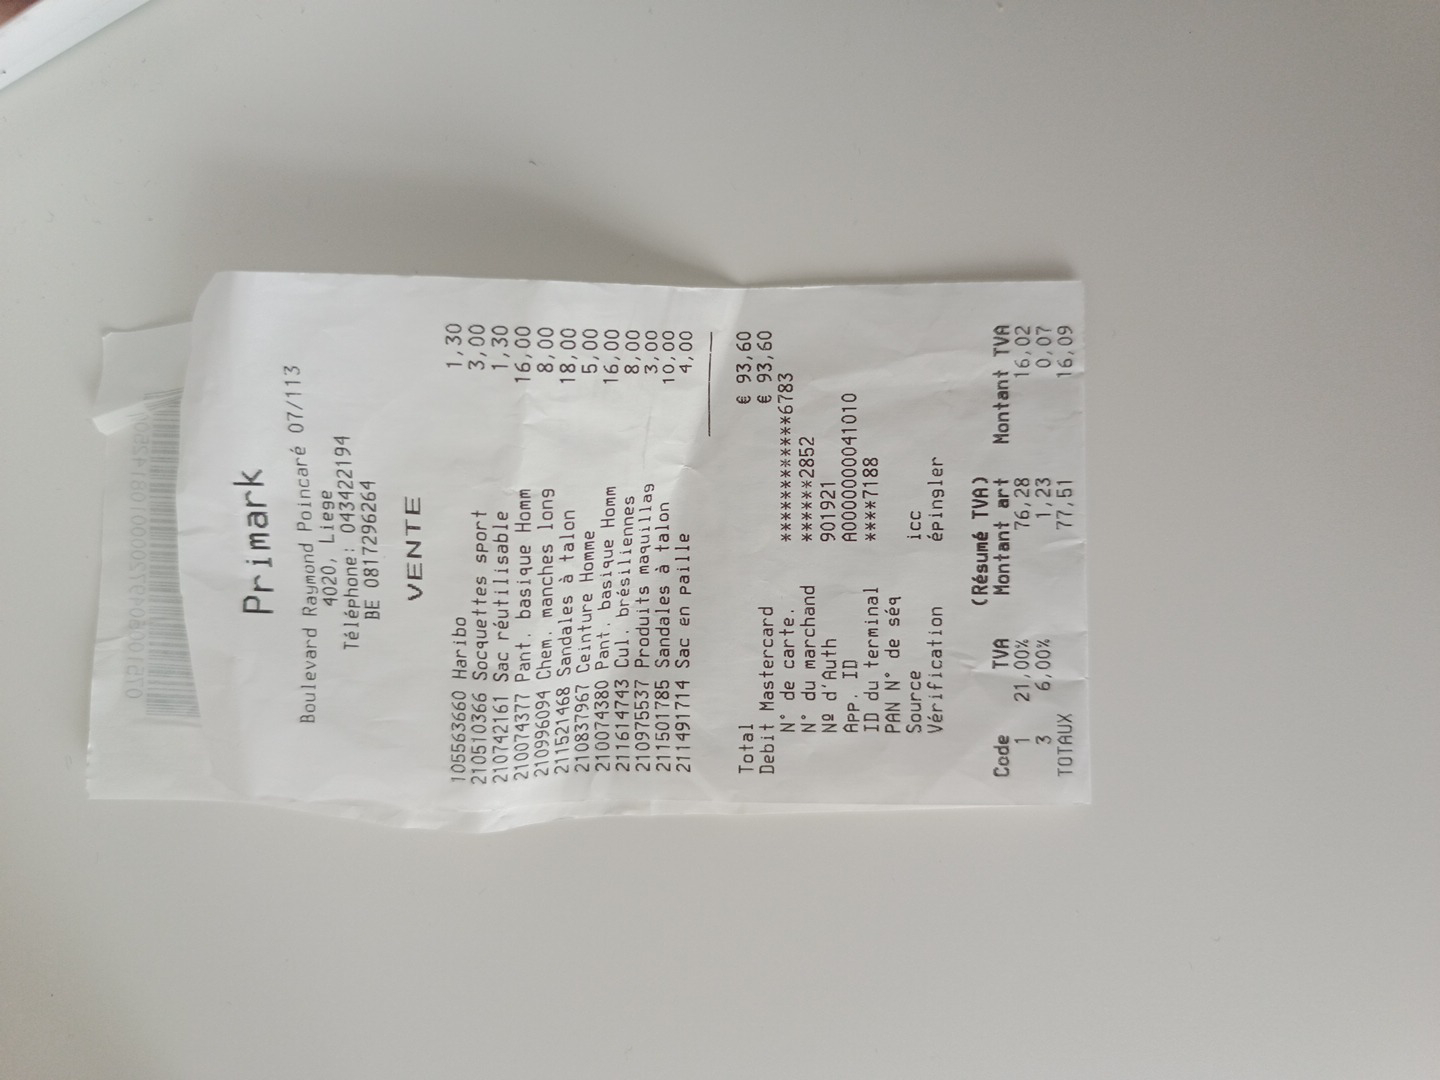 Primark
Boulevard Raymond Poincaré 07/113
4020, Liege
Téléphone: 043422194
BE 0817296264
VENTE
105563660 Haribo 1,30
210510366 Socquettes sport 3,00
210742161 Sac réutilisable 1,30
210074377 Pant. basique Homm 16,00
210996094 Chem. manches long 8,00
211521468 Sandales à talon 18,00
210837967 Ceinture Homme 5,00
210074380 Pant. basique Homm 16,00
211614743 Cul. brésiliennes 8,00
210975537 Produits maquillag 3,00
211501785 Sandales à talon 10,00
211491714 Sac en paille 4,00
Total € 93,60
Debit Mastercard € 93,60
N° de carte. ************6783
N° du marchand ******2852
Nº d'Auth 901921
App. ID A0000000041010
ID du terminal ****7188
PAN N° de séq
Source icc
Vérification épingler
(Résumé TVA)
Code TVA Montant art Montant TVA
1 21,00% 76,28 16,02
3 6,00% 1,23 0,07
TOTAUX 77,51 16,09